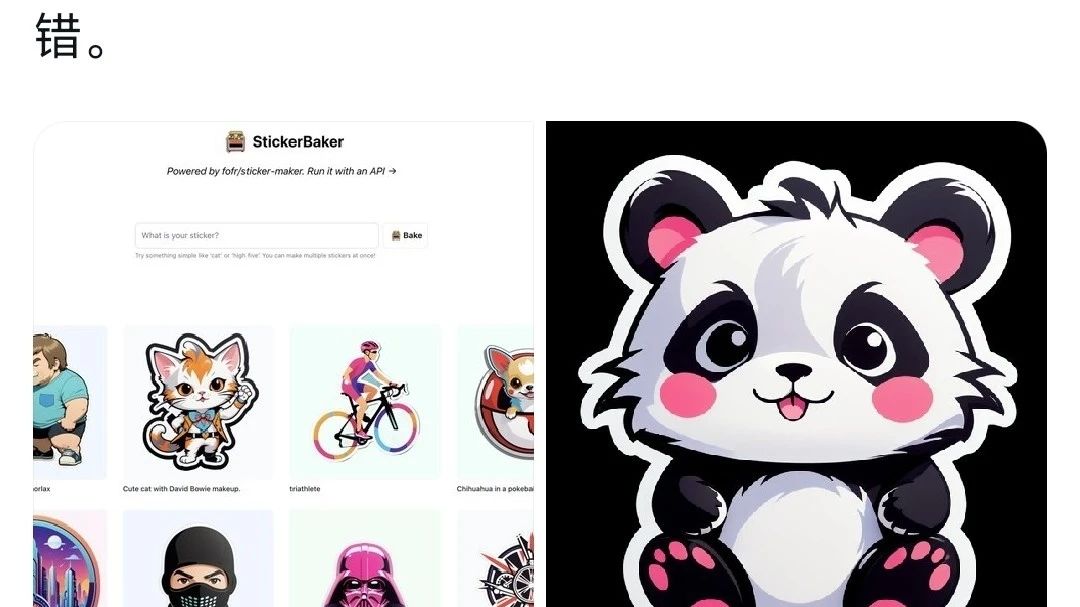 错。
StickerBaker
Powered by fofr/sticker-maker. Run it with an API →
What is your sticker?
Bake
Try something simple like 'cat' or 'high five'. You can make multiple stickers at once!
orlax
Cute cat with David Bowie makeup.
triathlete
Chihuahua in a pokeba